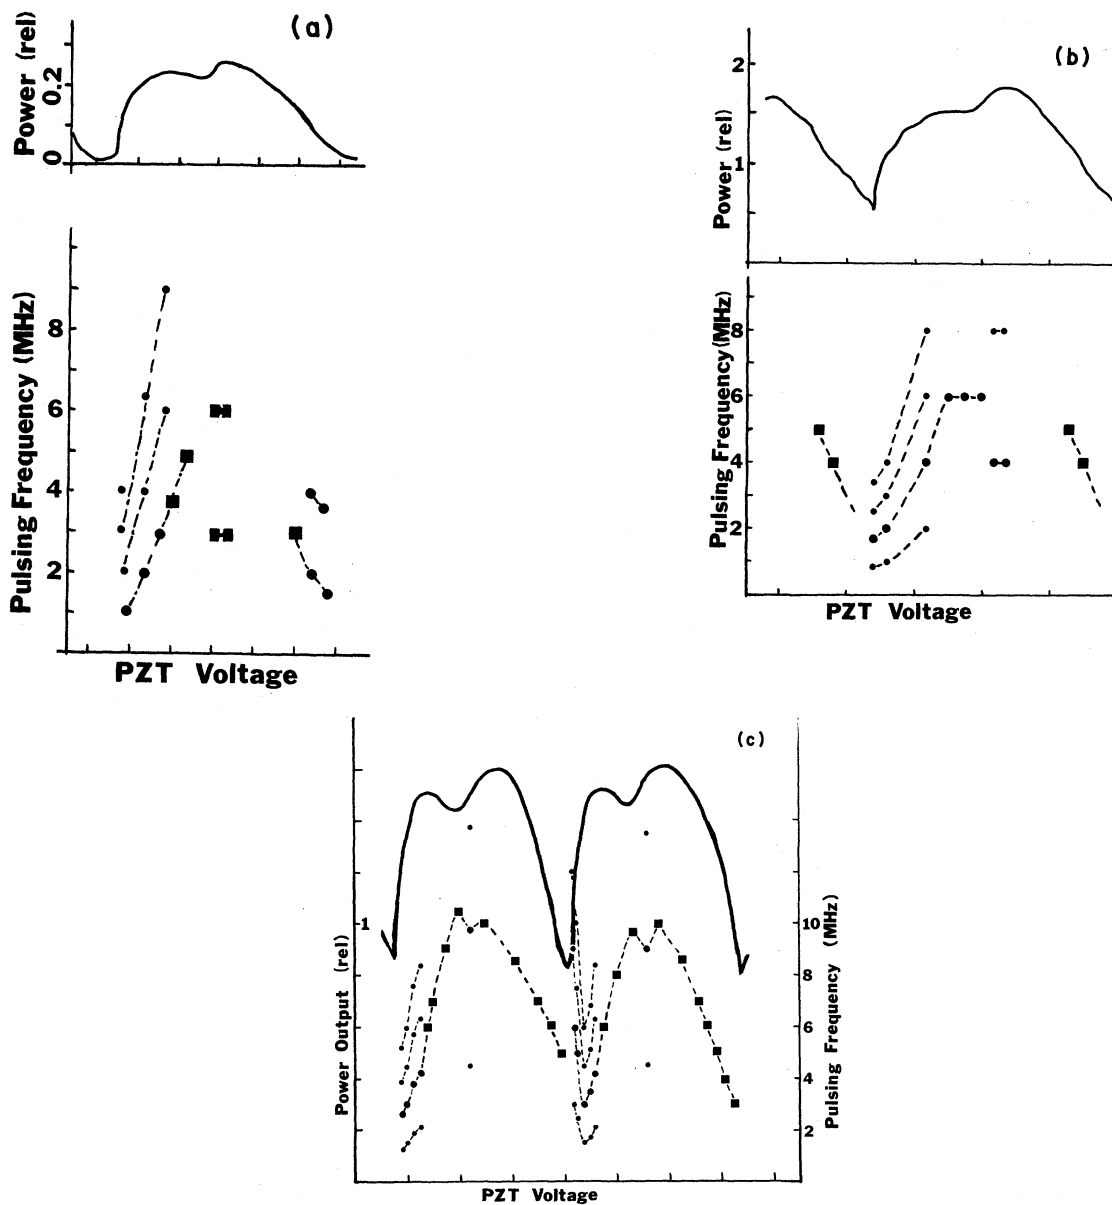 (a)
Power (rel)
0.2
0
Pulsing Frequency (MHz)
8
6
4
2
PZT Voltage
(b)
Power (rel)
2
1
Pulsing Frequency (MHz)
8
6
4
2
PZT Voltage
(c)
Power Output (rel)
1
10
8
6
4
2
Pulsing Frequency (MHz)
PZT Voltage